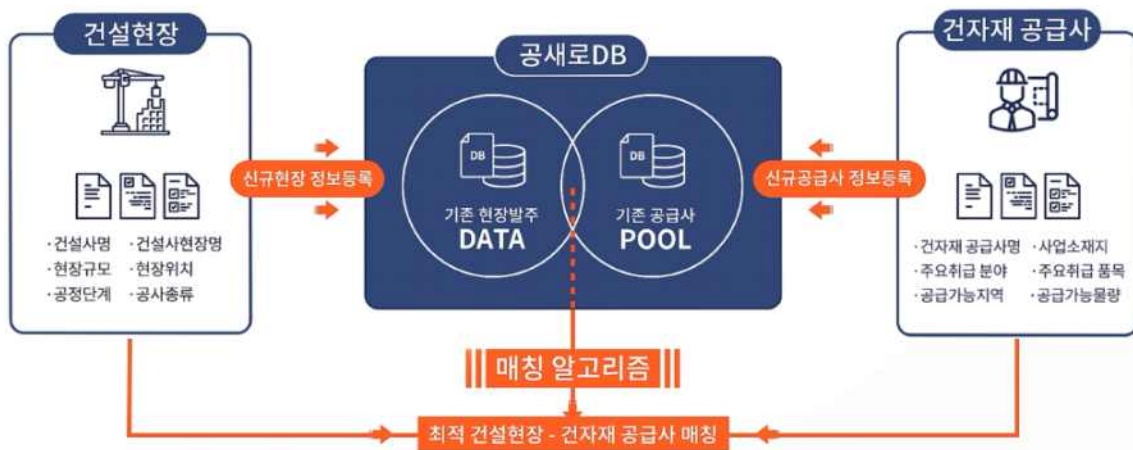 건설현장
· 건설사명 · 건설사현장명
· 현장규모 · 현장위치
· 공정단계 · 공사종류
신규현장 정보등록
공새로DB
DB
기존 현장발주
DATA
DB
기존 공급사
POOL
신규공급사 정보등록
건자재 공급사
· 건자재 공급사명 · 사업소재지
· 주요취급 분야 · 주요취급 품목
· 공급가능지역 · 공급가능물량
매칭 알고리즘
최적 건설현장 - 건자재 공급사 매칭